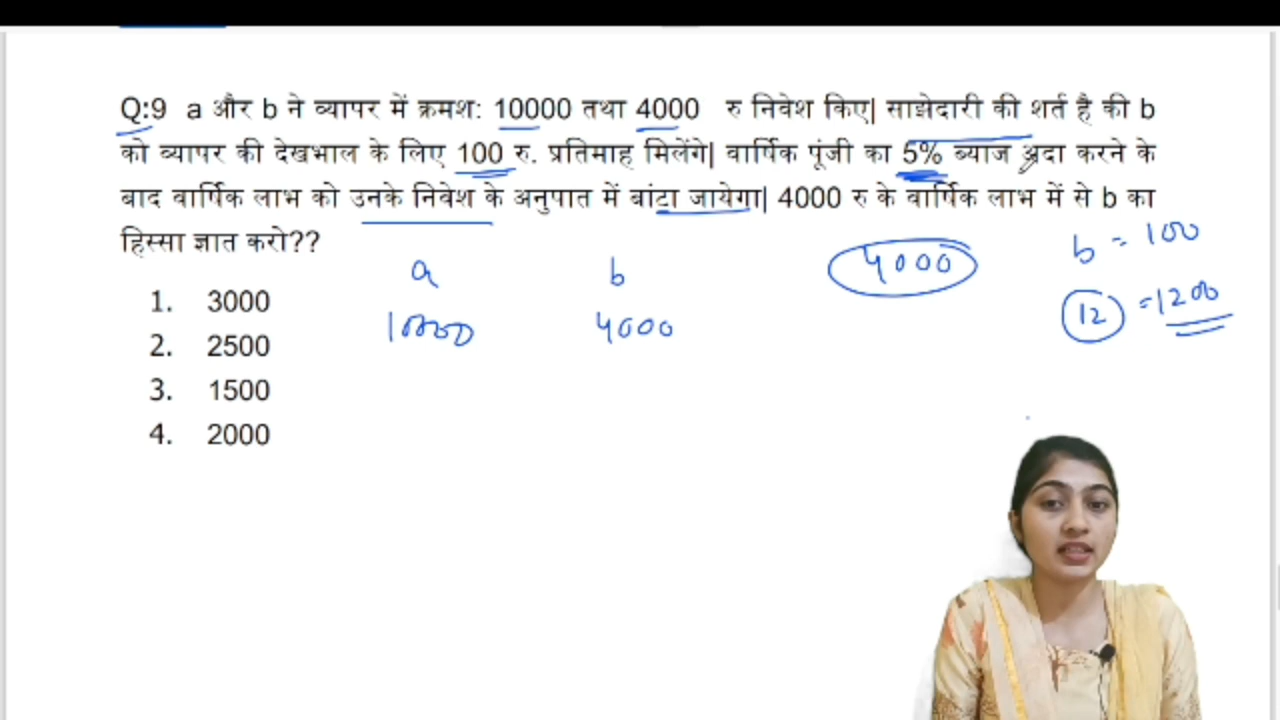 Q:9 a और b ने व्यापर में क्रमश: 10000 तथा 4000 रु निवेश किए| साझेदारी की शर्त है की b
को व्यापर की देखभाल के लिए 100 रु. प्रतिमाह मिलेंगे| वार्षिक पूंजी का 5% ब्याज अदा करने के
बाद वार्षिक लाभ को उनके निवेश के अनुपात में बांटा जायेगा| 4000 रु के वार्षिक लाभ में से b का
हिस्सा ज्ञात करो??
a b 4000 b = 100
1. 3000
10000 4000 12 =1200
2. 2500
3. 1500
4. 2000